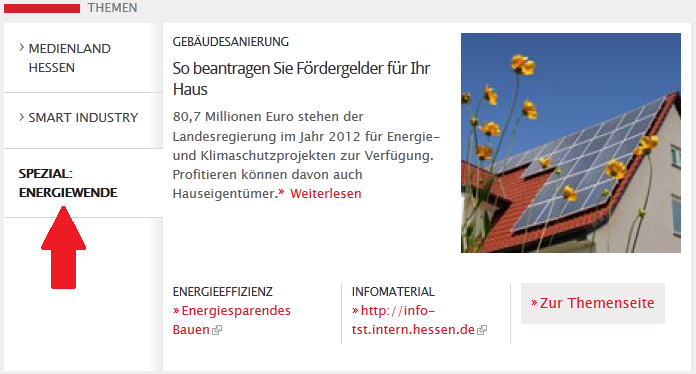 THEMEN
› MEDIENLAND
HESSEN
› SMART INDUSTRY
SPEZIAL:
ENERGIEWENDE
GEBÄUDESANIERUNG
So beantragen Sie Fördergelder für Ihr
Haus
80,7 Millionen Euro stehen der
Landesregierung im Jahr 2012 für Energie-
und Klimaschutzprojekten zur Verfügung.
Profitieren können davon auch
Hauseigentümer.» Weiterlesen
ENERGIEEFFIZIENZ
» Energiesparendes
Bauen
INFOMATERIAL
» http://info-
tst.intern.hessen.de
» Zur Themenseite